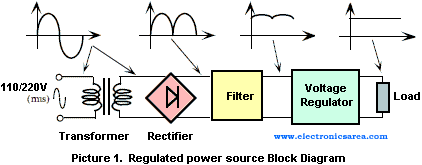 110/220V
(rms)
Filter
Voltage
Regulator
Load
Transformer
Rectifier
www.electronicsarea.com
Picture 1. Regulated power source Block Diagram